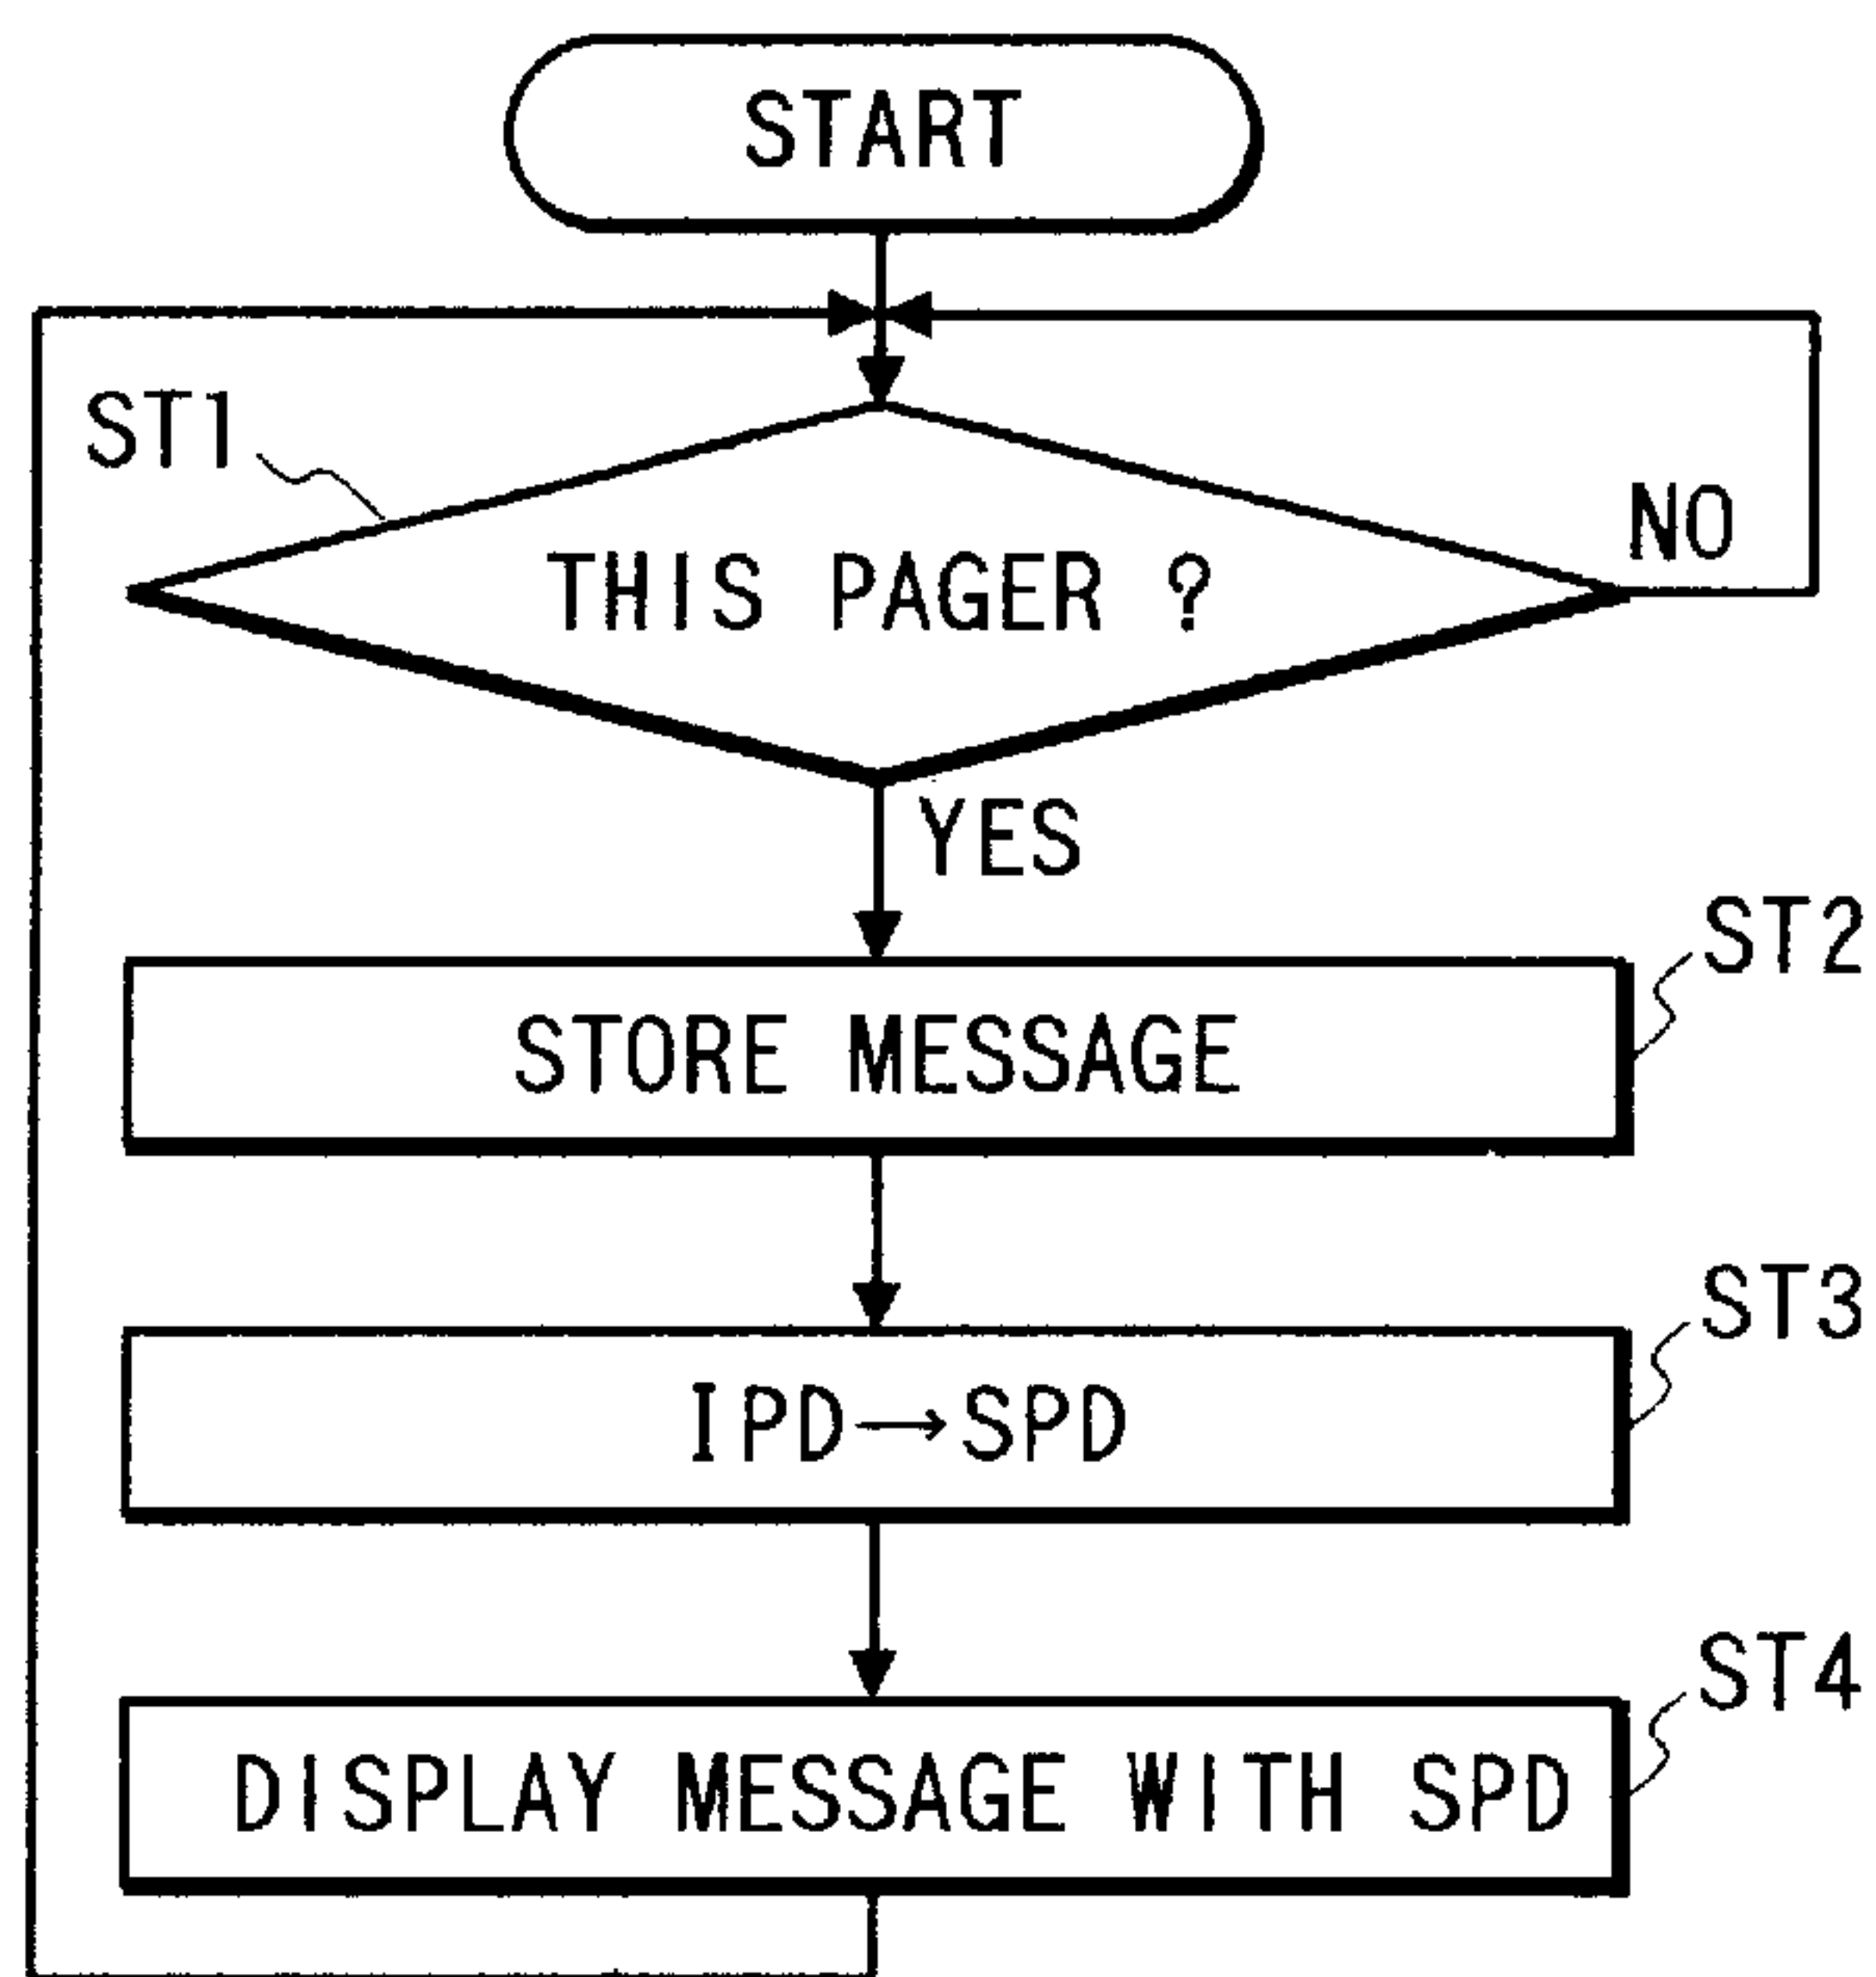 START
ST1
NO
THIS PAGER ?
YES
ST2
STORE MESSAGE
ST3
IPD→SPD
ST4
DISPLAY MESSAGE WITH SPD